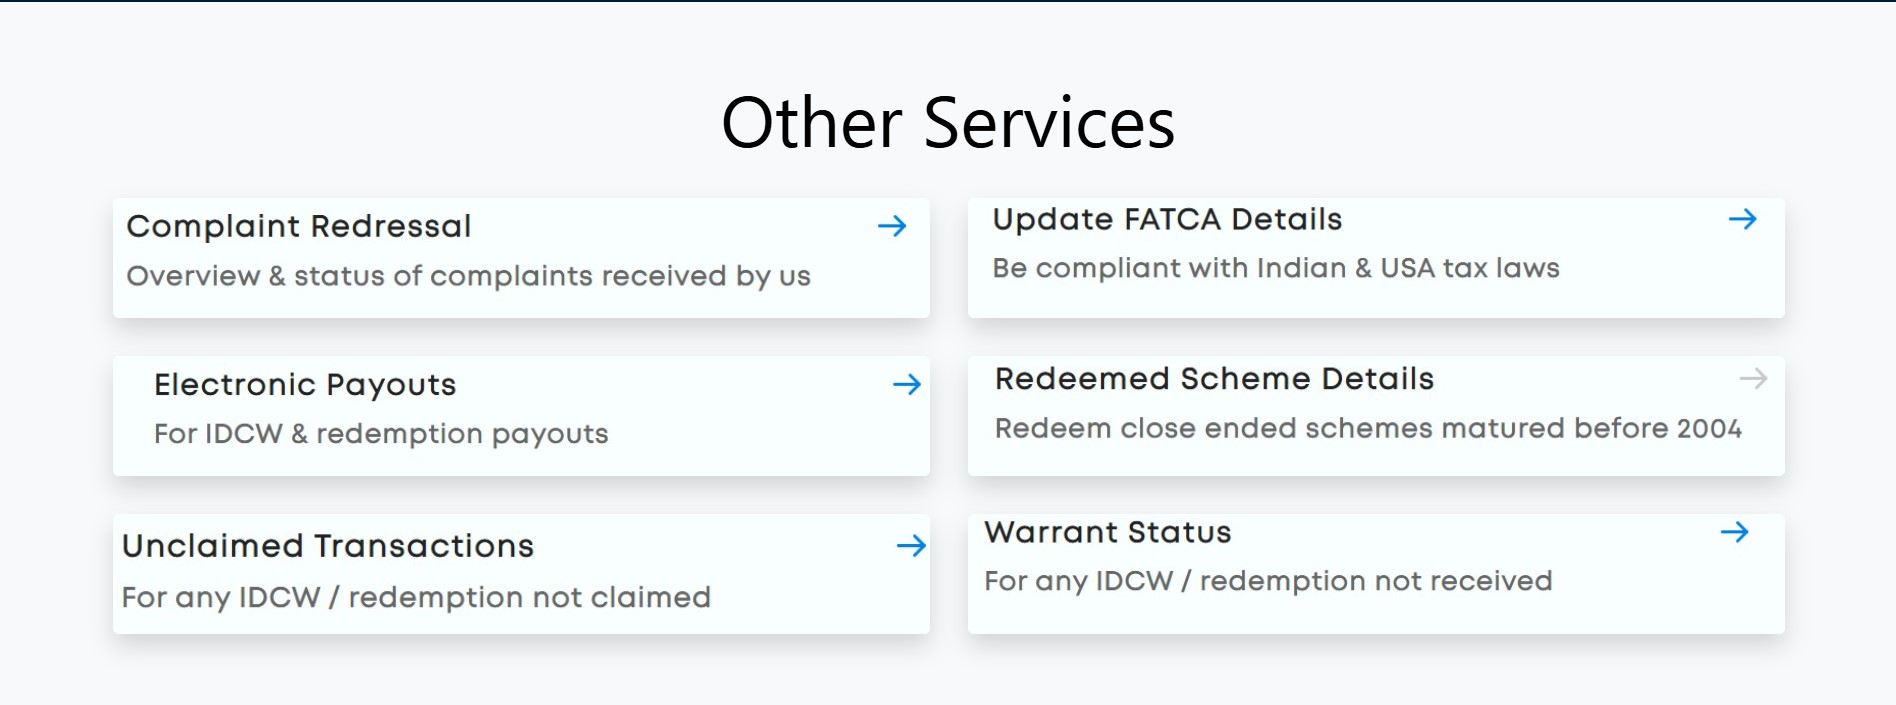 Other Services
Complaint Redressal
Overview & status of complaints received by us
Update FATCA Details
Be compliant with Indian & USA tax laws
Electronic Payouts
For IDCW & redemption payouts
Redeemed Scheme Details
Redeem close ended schemes matured before 2004
Unclaimed Transactions
For any IDCW / redemption not claimed
Warrant Status
For any IDCW / redemption not received